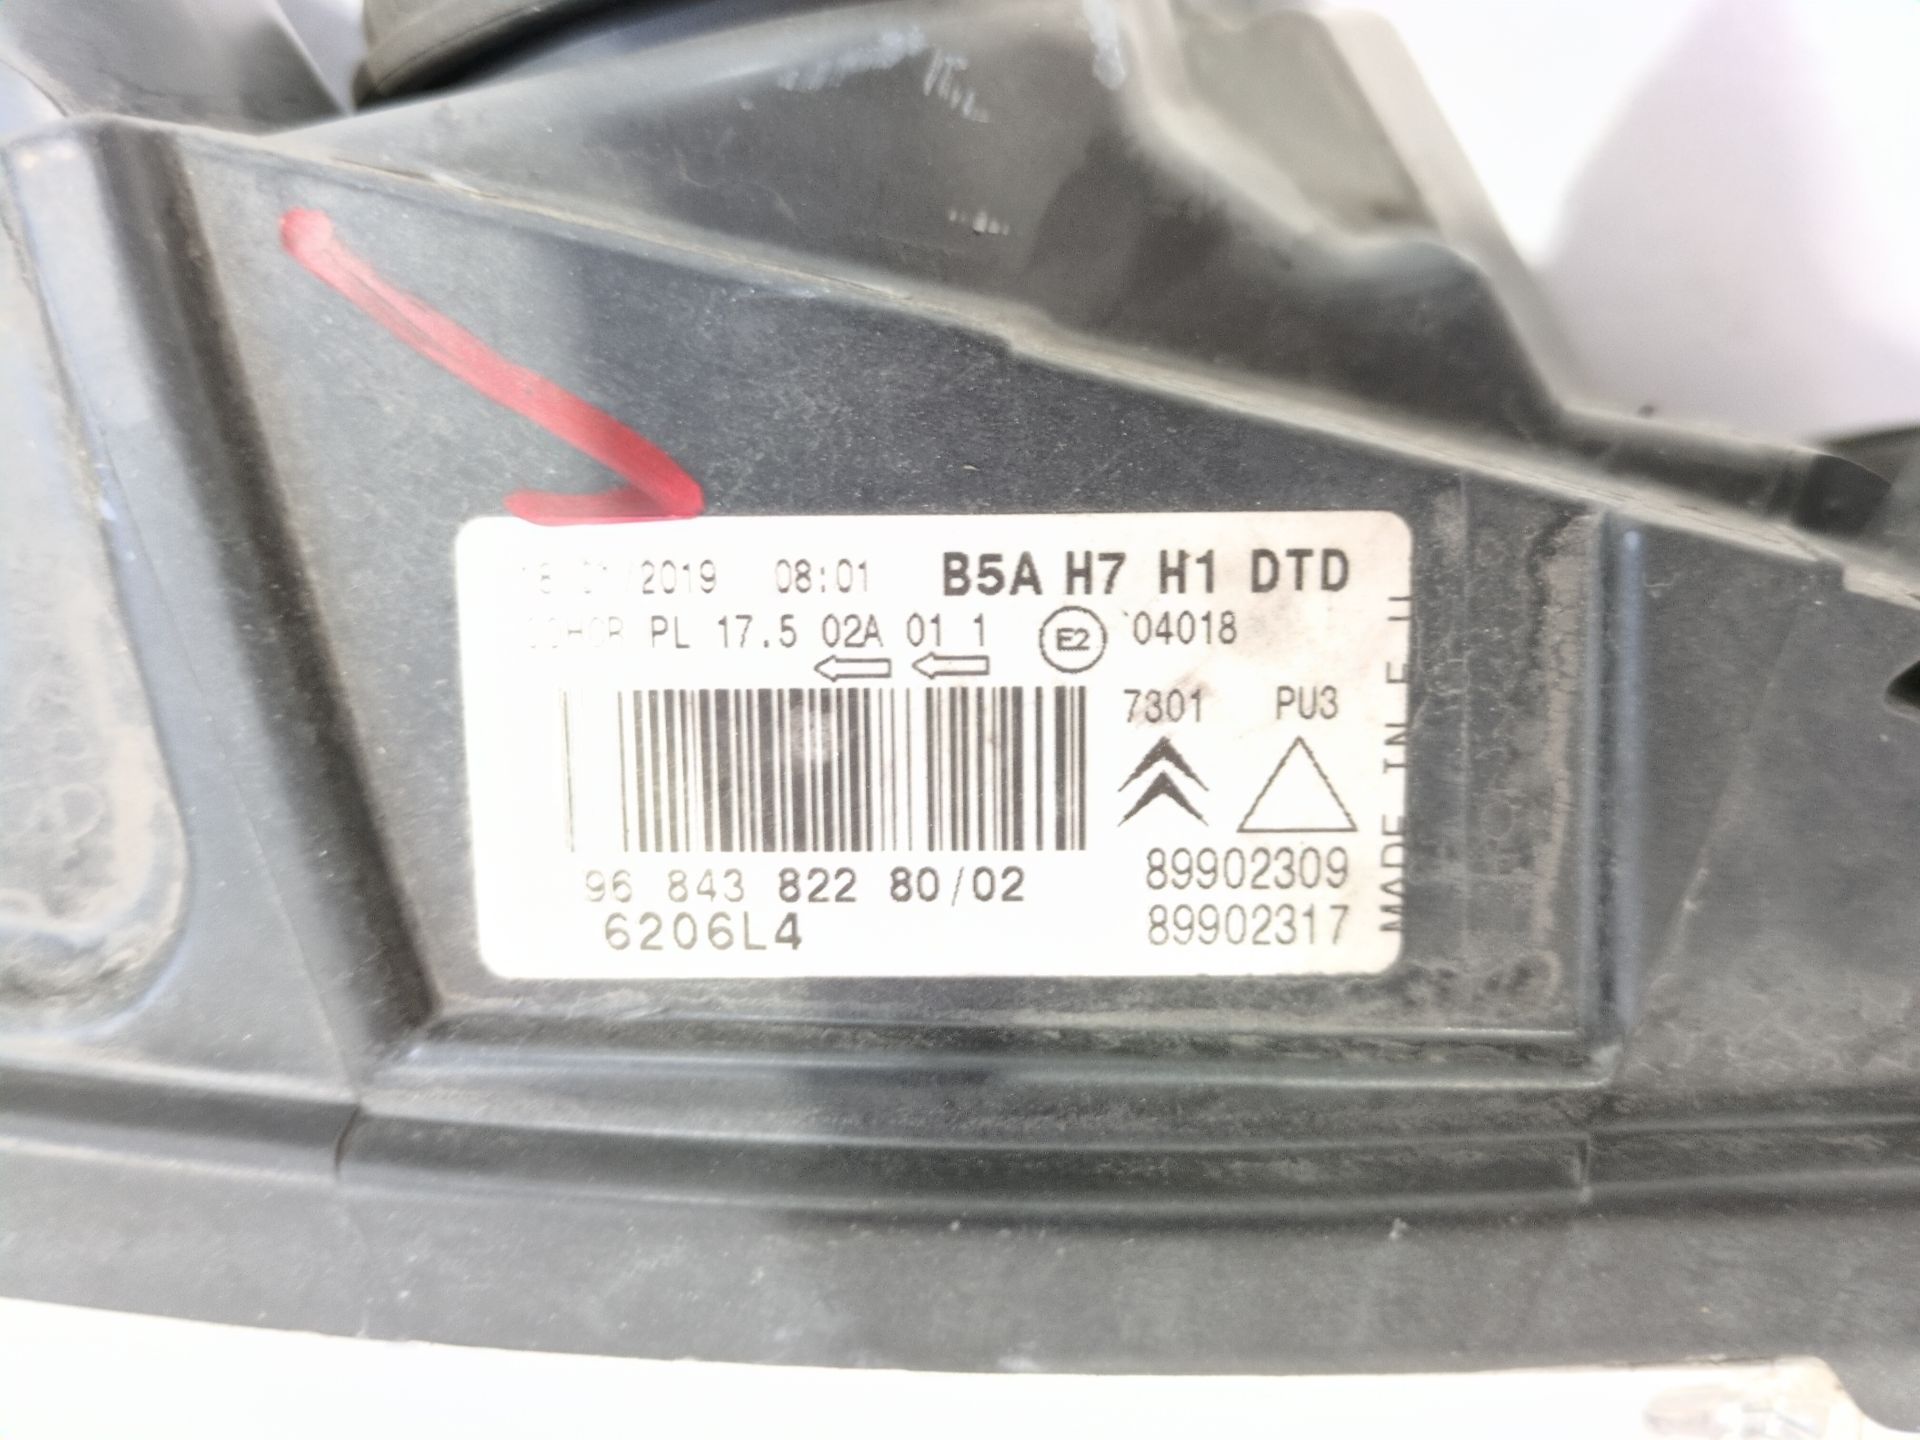 /2019 08:01 B5A H7 H1 DTD
PL 17.5 02A 01 1 E2 04018
7301 PU3
96 843 822 80/02
6206L4
89902309
89902317
MADE IN E U